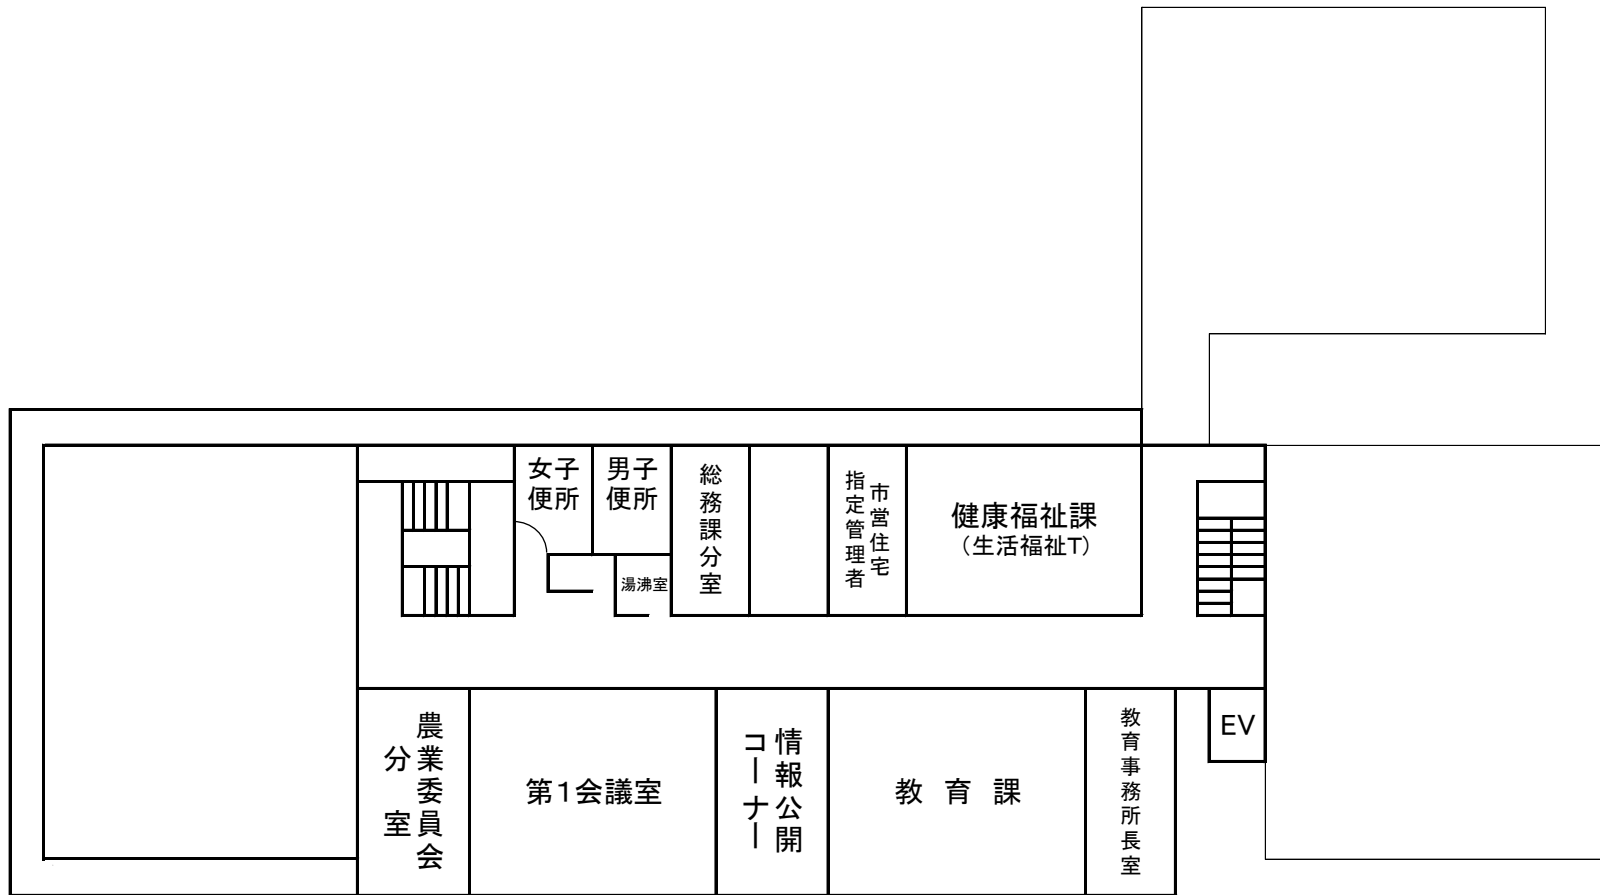 女子
便所
男子
便所
湯沸室
総務課分室
市営住宅
指定管理者
健康福祉課
（生活福祉T）
農業委員会
分室
第1会議室
情報公開
コーナー
教育課
教育事務所長室
EV